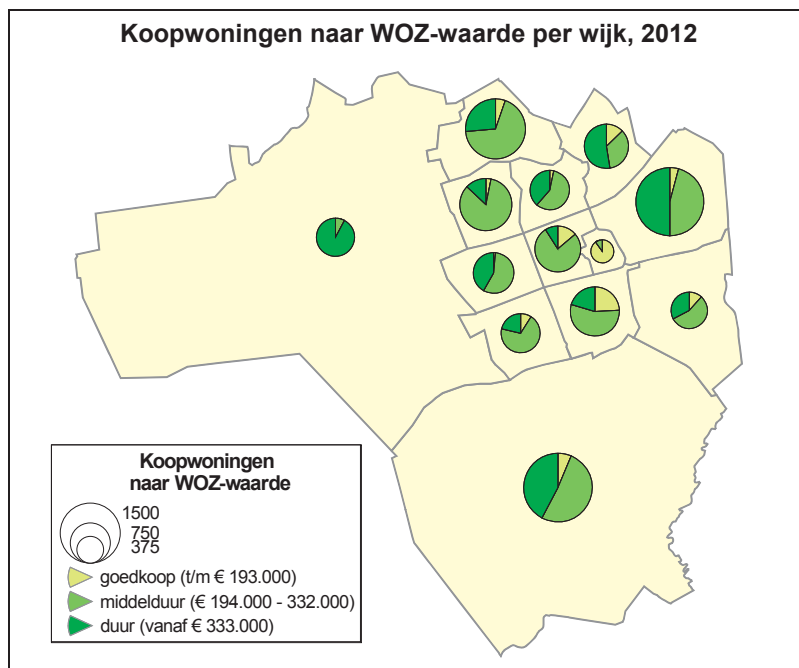 Koopwoningen naar WOZ-waarde per wijk, 2012
Koopwoningen
naar WOZ-waarde
1500
750
375
goedkoop (t/m € 193.000)
middelduur (€ 194.000 - 332.000)
duur (vanaf € 333.000)